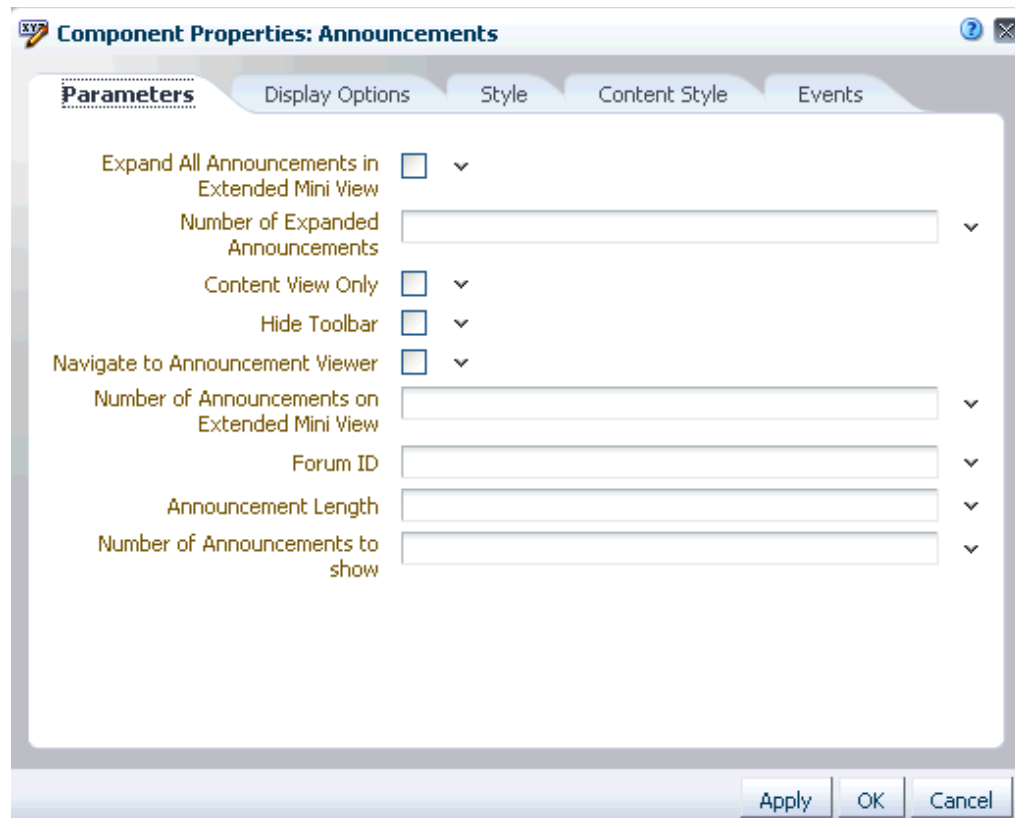 Component Properties: Announcements
Parameters Display Options Style Content Style Events
Expand All Announcements in
Extended Mini View
Number of Expanded
Announcements
Content View Only
Hide Toolbar
Navigate to Announcement Viewer
Number of Announcements on
Extended Mini View
Forum ID
Announcement Length
Number of Announcements to
show
Apply OK Cancel